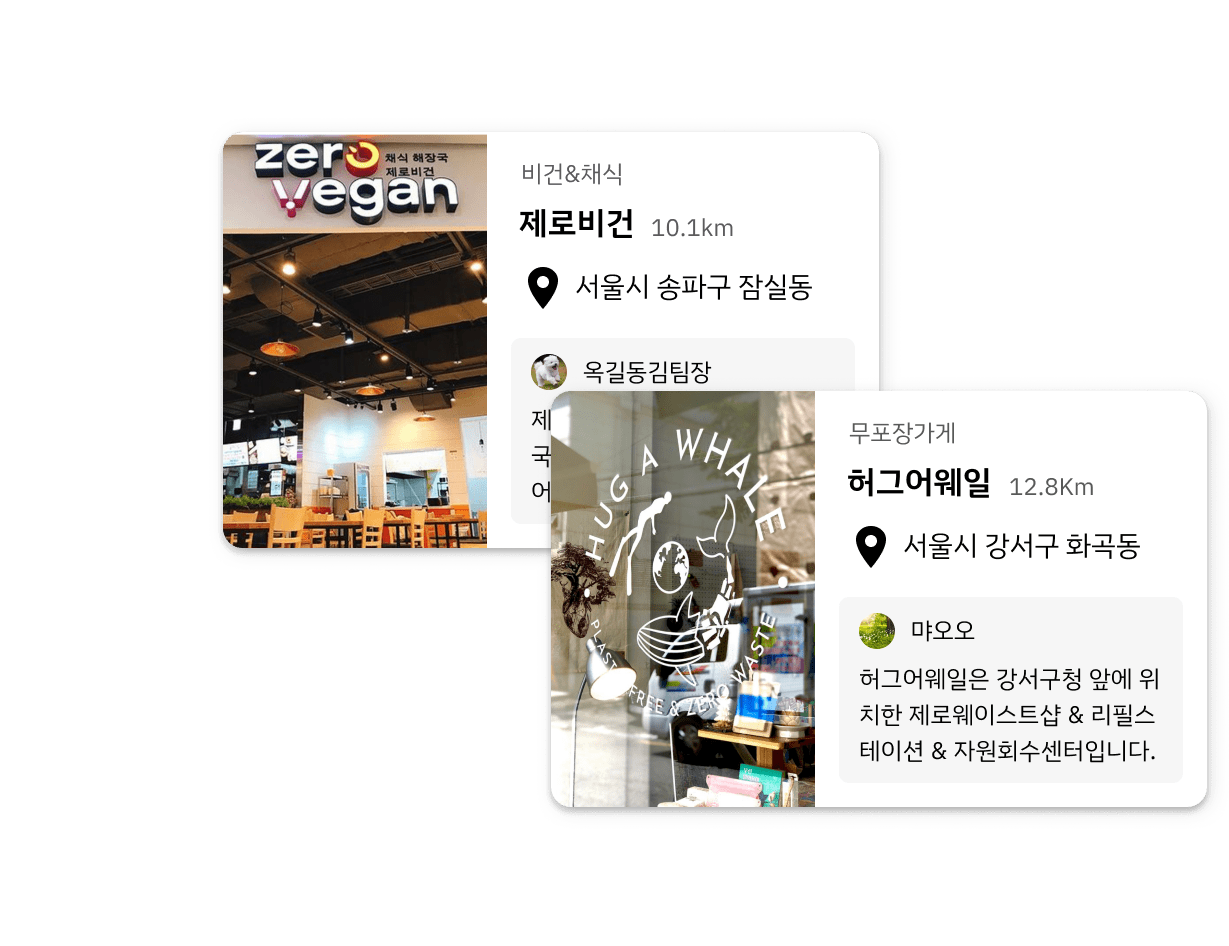 zero
채식 해장국
제로비건
vegan
비건&채식
제로비건 10.1km
서울시 송파구 잠실동
옥길동김팀장
제
국
어
HUG A WHALE
PLASTIC FREE & ZERO WASTE
무포장가게
허그어웨일 12.8Km
서울시 강서구 화곡동
먀오오
허그어웨일은 강서구청 앞에 위
치한 제로웨이스트샵 & 리필스
테이션 & 자원회수센터입니다.